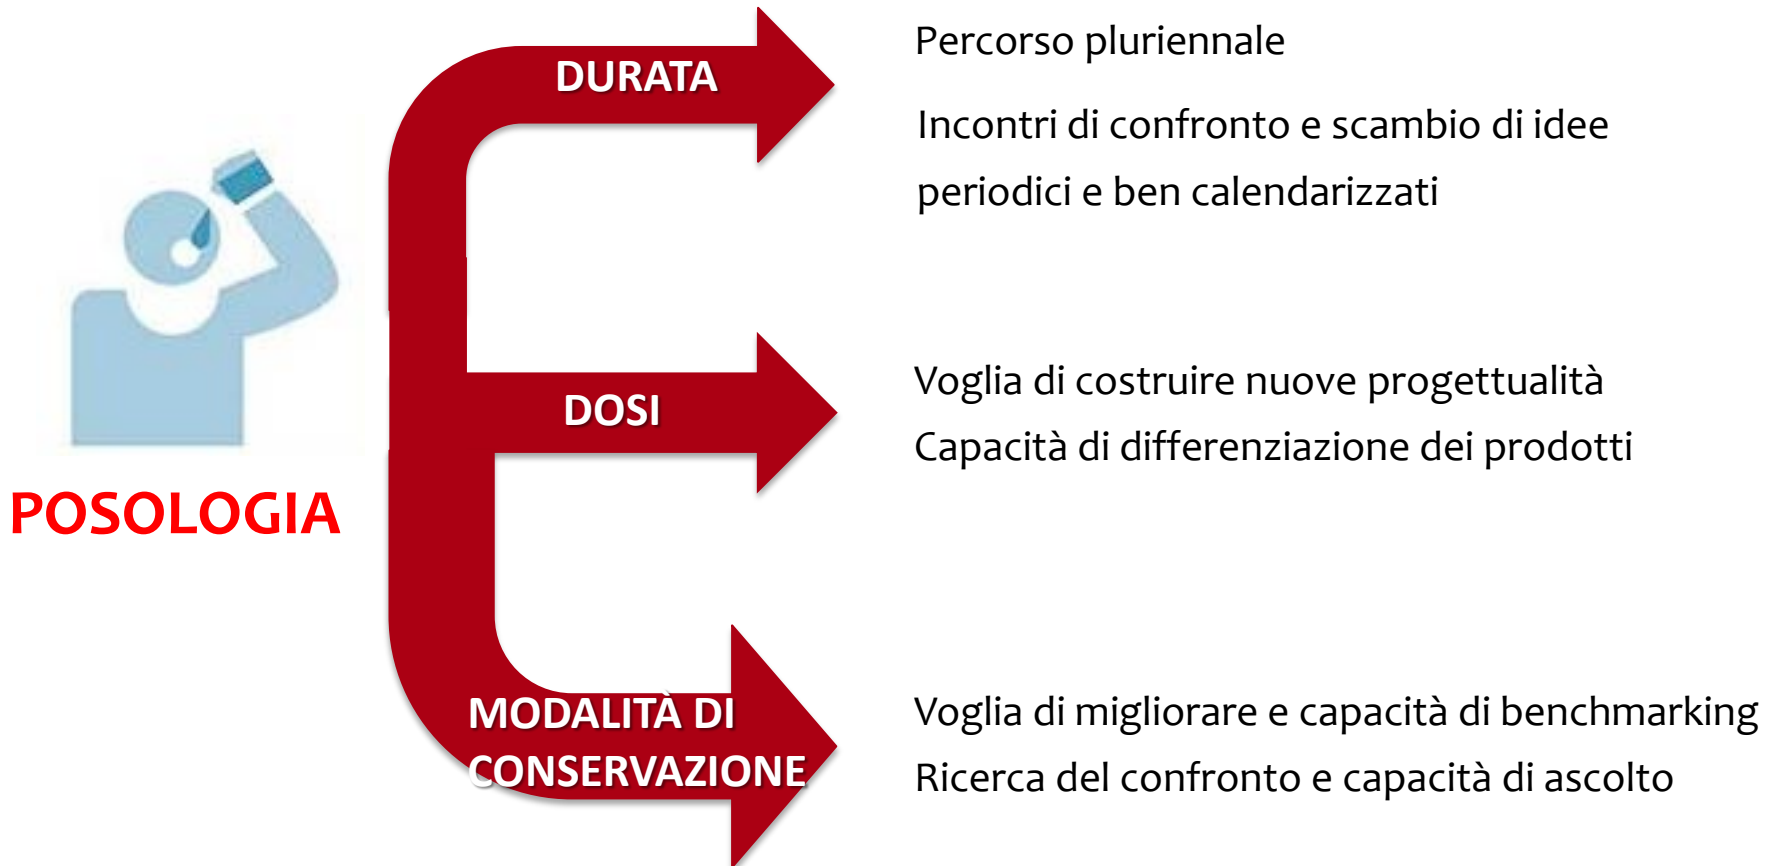 POSOLOGIA
DURATA
Percorso pluriennale
Incontri di confronto e scambio di idee
periodici e ben calendarizzati
DOSI
Voglia di costruire nuove progettualità
Capacità di differenziazione dei prodotti
MODALITÀ DI
CONSERVAZIONE
Voglia di migliorare e capacità di benchmarking
Ricerca del confronto e capacità di ascolto